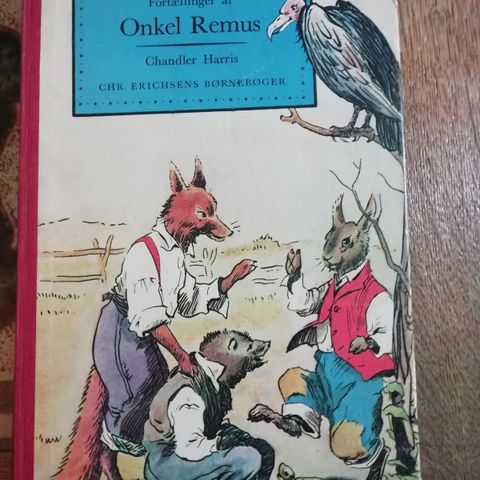 Fortællinger af
Onkel Remus
Chandler Harris
CHR. ERICHSENS BØRNEBØGER